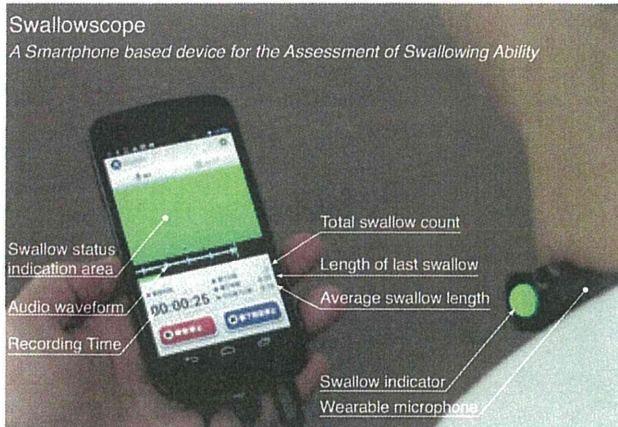 Swallowscope
A Smartphone based device for the Assessment of Swallowing Ability
Total swallow count
Swallow status
indication area
Length of last swallow
Audio waveform
Average swallow length
00:00:25
Recording Time
Swallow indicator
Wearable microphone